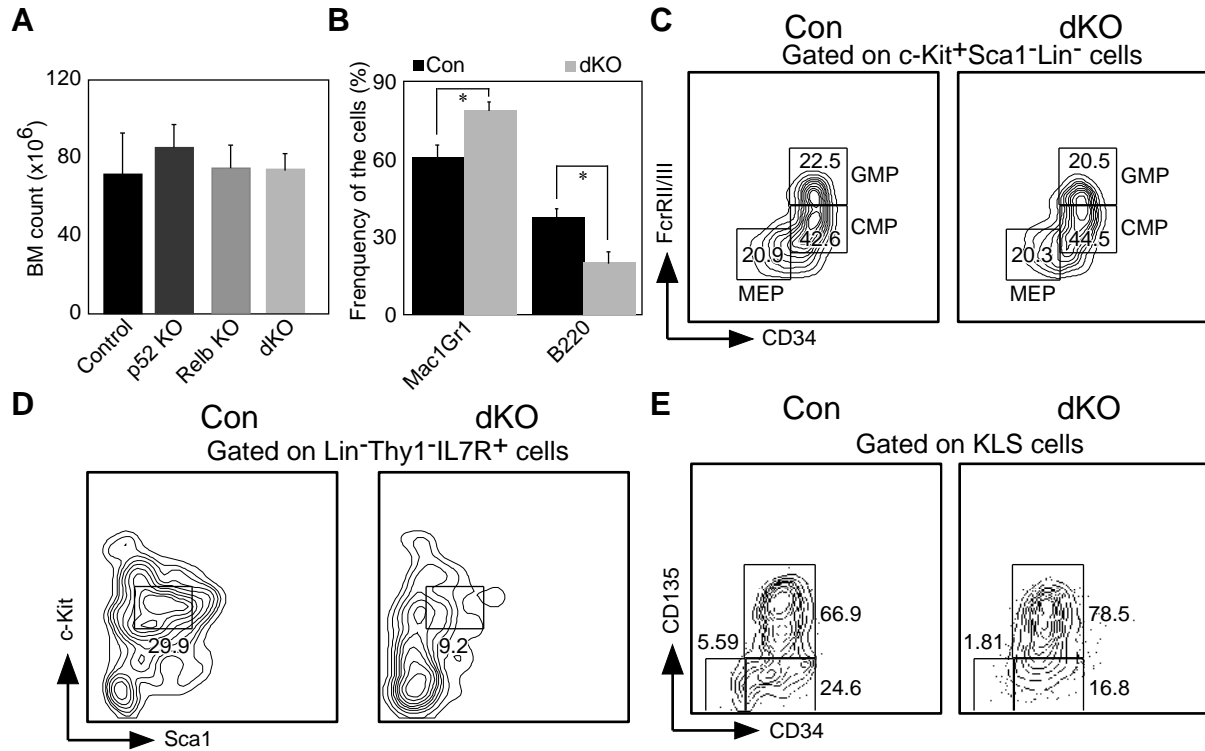 A
BM count (x10⁶)
120
80
40
0
Control
p52 KO
Relb KO
dKO
B
Frenquency of the cells (%)
Con
dKO
90
60
30
0
*
*
Mac1Gr1
B220
C
Con
dKO
Gated on c-Kit⁺Sca1⁻Lin⁻ cells
FcrRII/III
22.5
GMP
CMP
42.6
20.9
MEP
CD34
20.5
GMP
CMP
44.5
20.3
MEP
D
Con
dKO
Gated on Lin⁻Thy1⁻IL7R⁺ cells
c-Kit
29.9
9.2
Sca1
E
Con
dKO
Gated on KLS cells
CD135
66.9
5.59
24.6
78.5
1.81
16.8
CD34